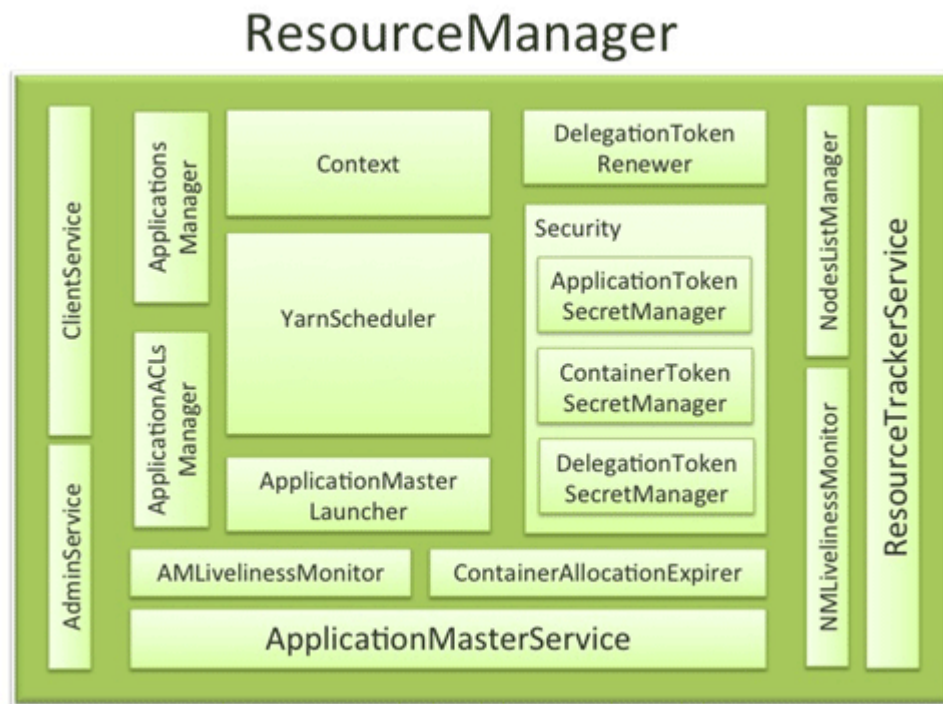 ResourceManager
ClientService
AdminService
Applications
Manager
ApplicationACLs
Manager
Context
YarnScheduler
ApplicationMaster
Launcher
DelegationToken
Renewer
Security
ApplicationToken
SecretManager
ContainerToken
SecretManager
DelegationToken
SecretManager
AMLivelinessMonitor
ContainerAllocationExpirer
ApplicationMasterService
NodesListManager
NMLivelinessMonitor
ResourceTrackerService